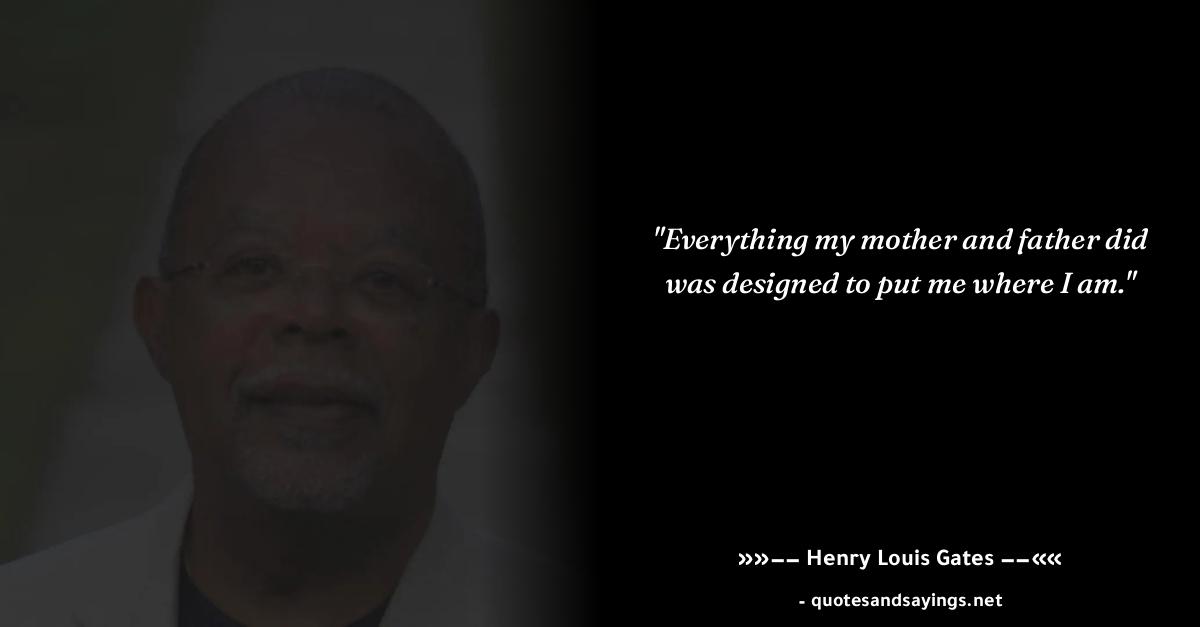 "Everything my mother and father did
was designed to put me where I am."
»»−− Henry Louis Gates −−««
- quotesandsayings.net